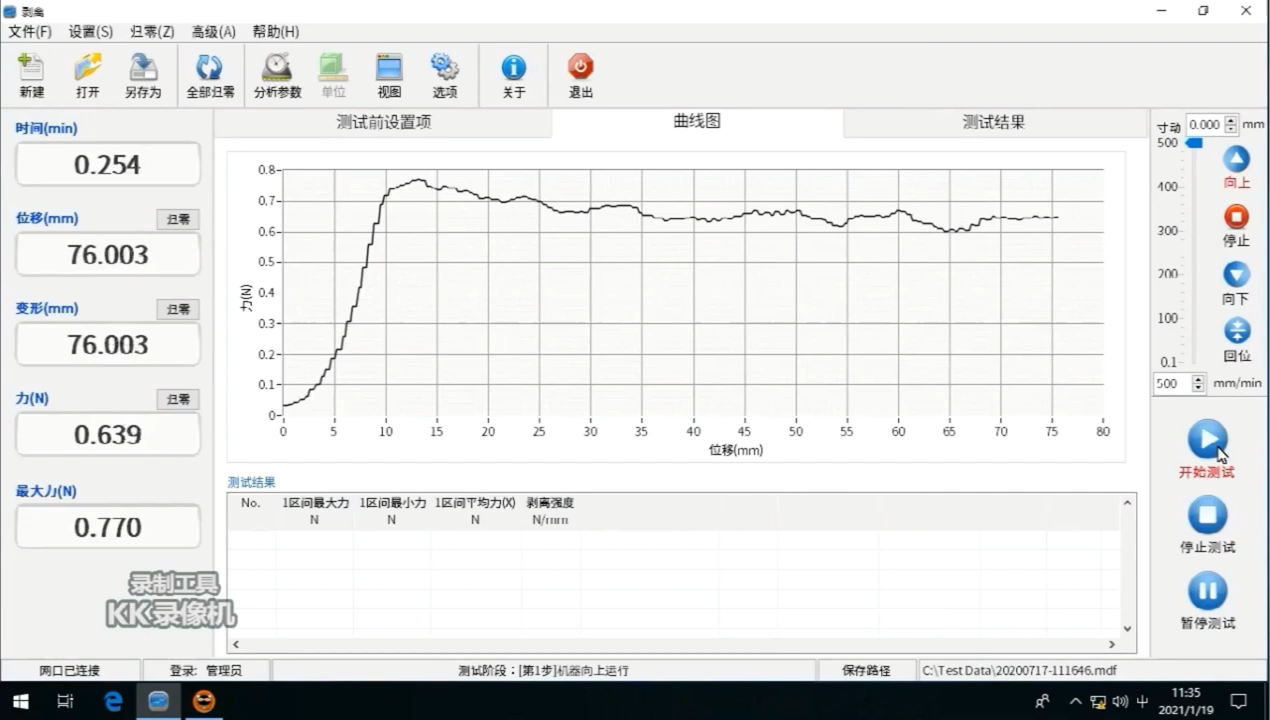 剥离
文件(F) 设置(S) 归零(Z) 高级(A) 帮助(H)
新建 打开 另存为 全部归零 分析参数 单位 视图 选项 关于 退出
时间(min)
0.254
位移(mm) 归零
76.003
变形(mm) 归零
76.003
力(N) 归零
0.639
最大力(N)
0.770
测试前设置项 曲线图 测试结果
力(N)
0.8
0.7
0.6
0.5
0.4
0.3
0.2
0.1
0
0 5 10 15 20 25 30 35 40 45 50 55 60 65 70 75 80
位移(mm)
测试结果
No. 1区间最大力 1区间最小力 1区间平均力(X) 剥离强度
N N N N/mm
寸动 0.000 mm
500
400
300
200
100
0.1
向上
停止
向下
回位
500 mm/min
开始测试
停止测试
暂停测试
录制工具
KK录像机
网口已连接 登录: 管理员 测试阶段：[第1步]机器向上运行 保存路径 C:\Test Data\20200717-111646.mdf
中 11:35
2021/1/19